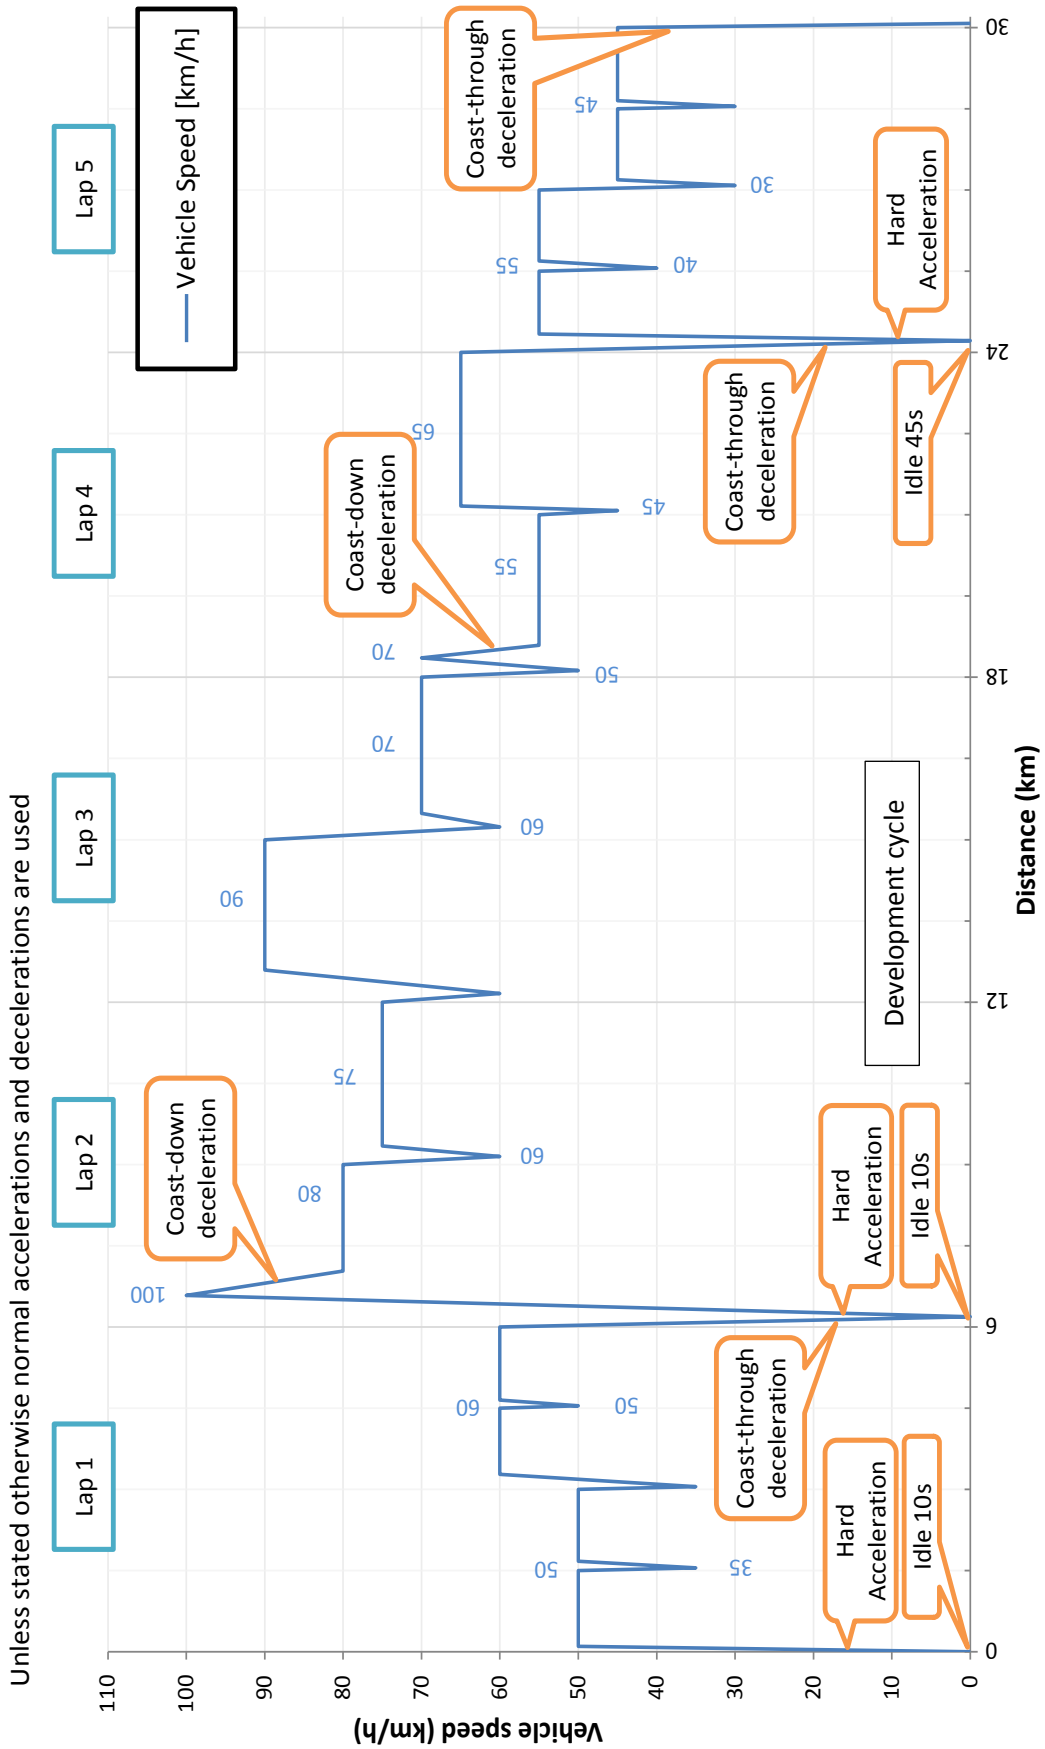 Unless stated otherwise normal accelerations and decelerations are used
Lap 1
Lap 2
Lap 3
Lap 4
Lap 5
Vehicle Speed [km/h]
Vehicle speed (km/h)
110
100
90
80
70
60
50
40
30
20
10
0
0
6
12
18
24
30
Distance (km)
Development cycle
50
35
60
50
100
80
60
75
90
60
70
50
70
55
45
65
55
40
30
45
Hard
Acceleration
Idle 10s
Coast-through
deceleration
Hard
Acceleration
Idle 10s
Coast-down
deceleration
Coast-down
deceleration
Coast-through
deceleration
Idle 45s
Hard
Acceleration
Coast-through
deceleration